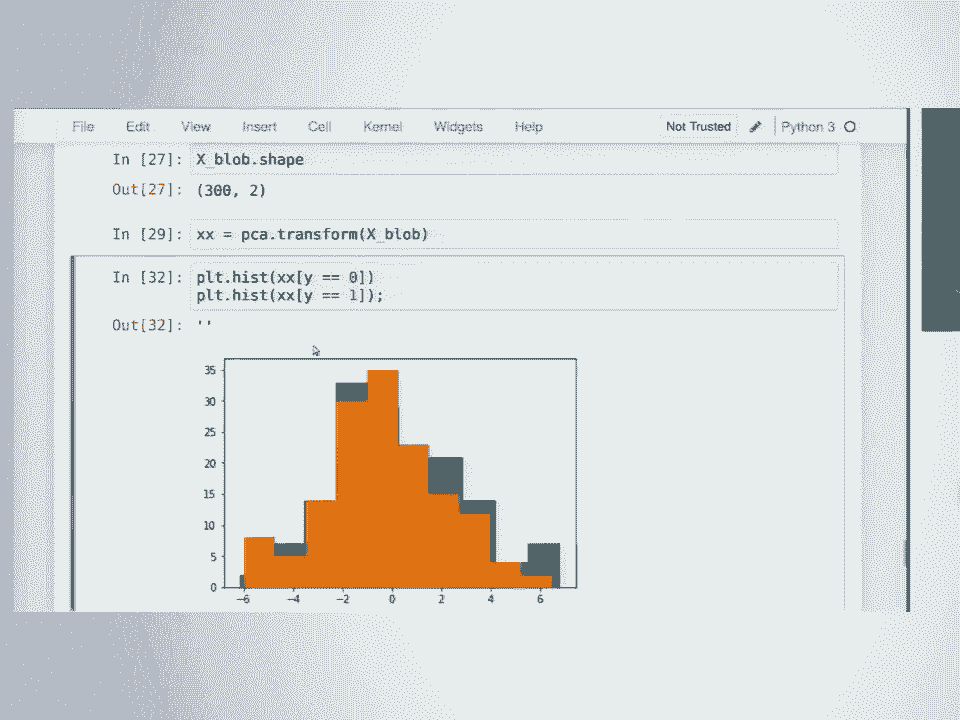 File Edit View Insert Cell Kernel Widgets Help Not Trusted Python 3
In [27]: X_blob.shape
Out[27]: (300, 2)
In [29]: xx = pca.transform(X_blob)
In [32]: plt.hist(xx[y == 0])
plt.hist(xx[y == 1]);
Out[32]: ''
35
30
25
20
15
10
5
0
−6 −4 −2 0 2 4 6